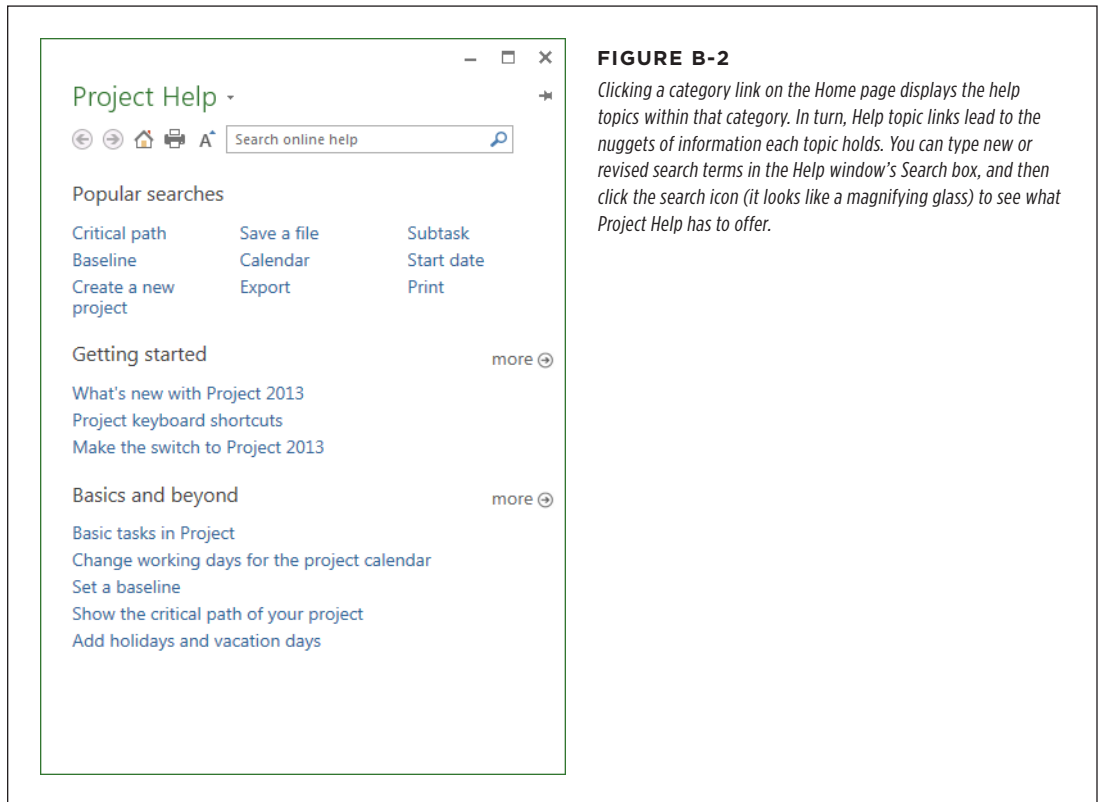 Project Help
A
Search online help
Popular searches
Critical path
Save a file
Subtask
Baseline
Calendar
Start date
Create a new
project
Export
Print
Getting started
more
What's new with Project 2013
Project keyboard shortcuts
Make the switch to Project 2013
Basics and beyond
more
Basic tasks in Project
Change working days for the project calendar
Set a baseline
Show the critical path of your project
Add holidays and vacation days
FIGURE B-2
Clicking a category link on the Home page displays the help
topics within that category. In turn, Help topic links lead to the
nuggets of information each topic holds. You can type new or
revised search terms in the Help window's Search box, and then
click the search icon (it looks like a magnifying glass) to see what
Project Help has to offer.